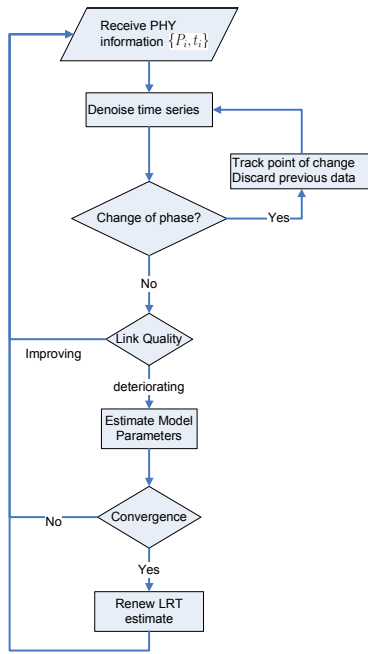 Receive PHY
information {P_i, t_i}
Denoise time series
Track point of change
Discard previous data
Change of phase?
Yes
No
Link Quality
Improving
deteriorating
Estimate Model
Parameters
Convergence
No
Yes
Renew LRT
estimate